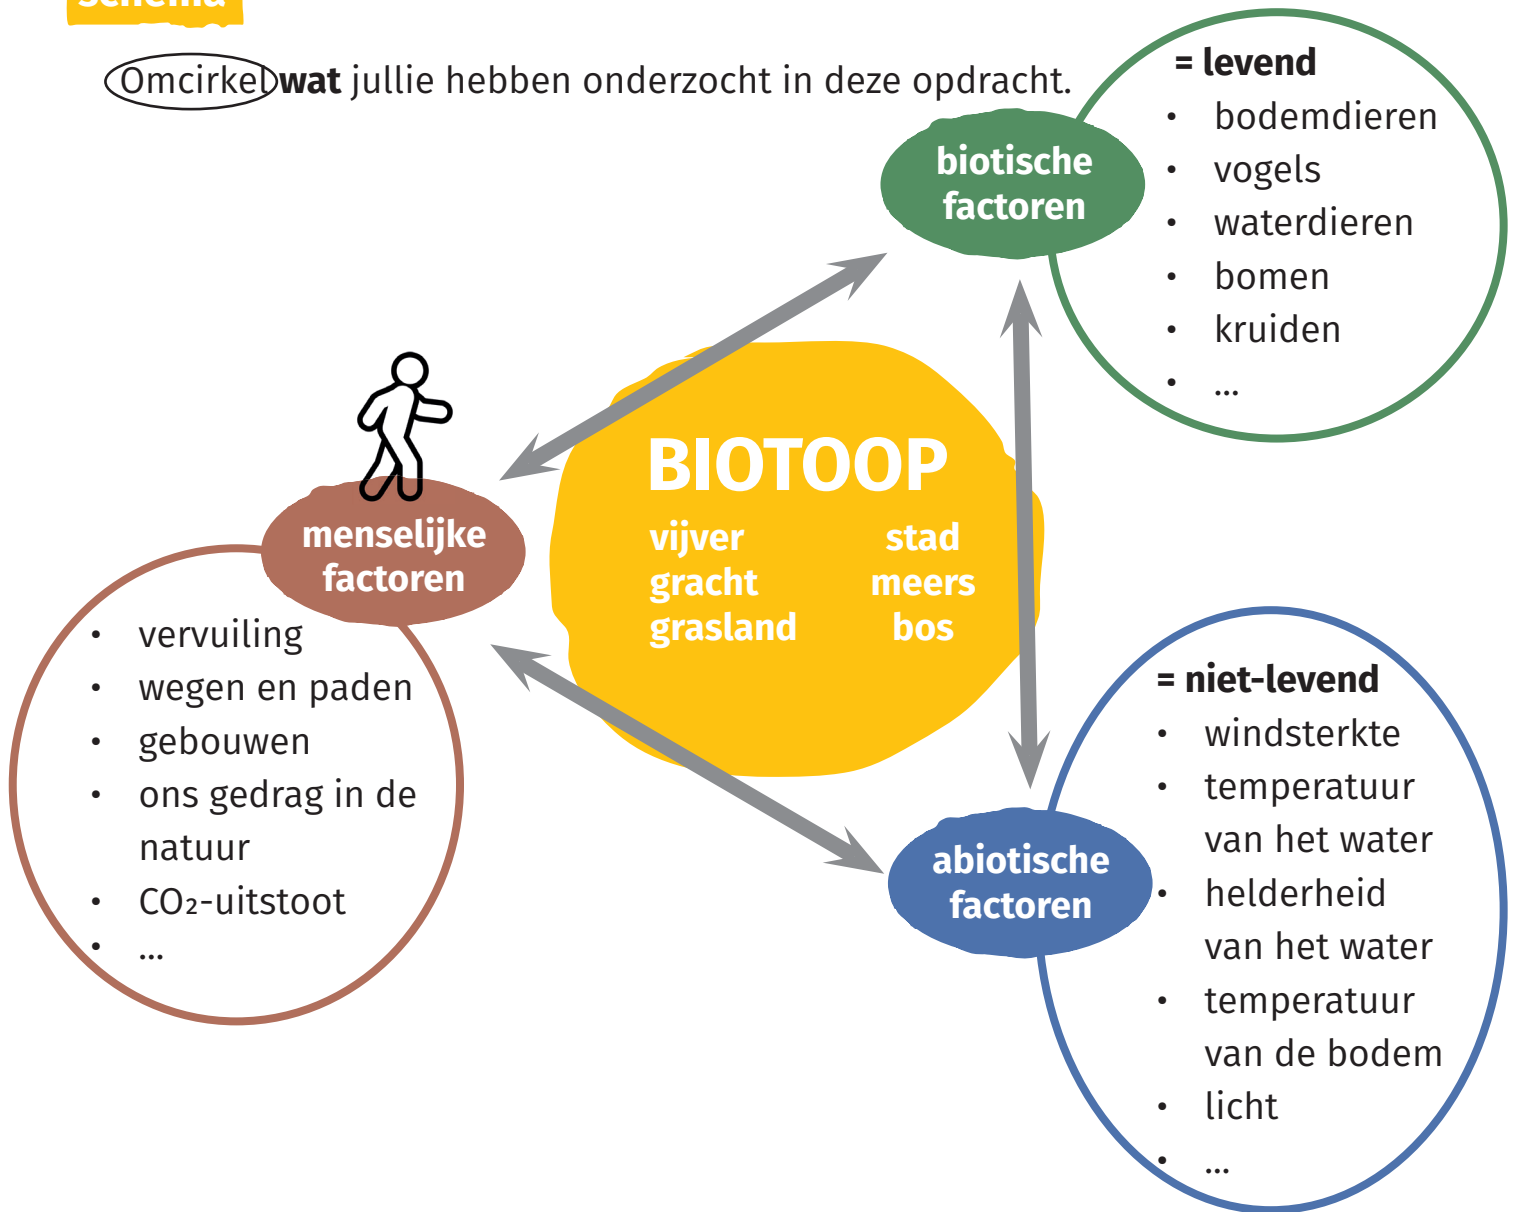 schema
Omcirkel wat jullie hebben onderzocht in deze opdracht.
biotische
factoren
= levend
• bodemdieren
• vogels
• waterdieren
• bomen
• kruiden
• ...
BIOTOOP
vijver stad
gracht meers
grasland bos
menselijke
factoren
• vervuiling
• wegen en paden
• gebouwen
• ons gedrag in de
natuur
• CO₂-uitstoot
• ...
abiotische
factoren
= niet-levend
• windsterkte
• temperatuur
van het water
• helderheid
van het water
• temperatuur
van de bodem
• licht
• ...